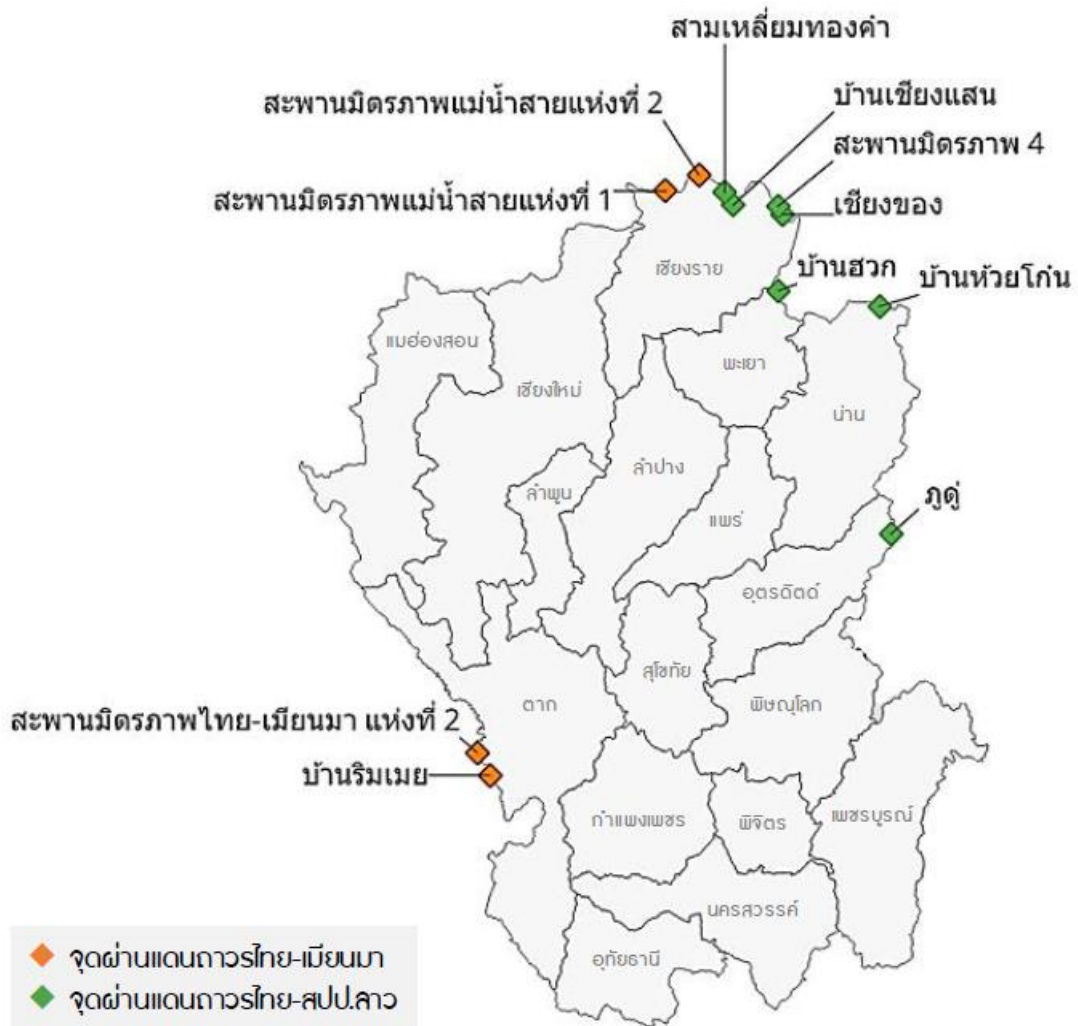 สามเหลี่ยมทองคำ
สะพานมิตรภาพแม่น้ำสายแห่งที่ 2
บ้านเชียงแสน
สะพานมิตรภาพ 4
สะพานมิตรภาพแม่น้ำสายแห่งที่ 1
เชียงของ
บ้านฮวก
บ้านห้วยโก๋น
เชียงราย
แม่ฮ่องสอน
พะเยา
เชียงใหม่
น่าน
ลำปาง
ลำพูน
แพร่
ภูดู่
อุตรดิตถ์
สุโขทัย
ตาก
พิษณุโลก
สะพานมิตรภาพไทย-เมียนมา แห่งที่ 2
บ้านริมเมย
กำแพงเพชร
พิจิตร
เพชรบูรณ์
นครสวรรค์
อุทัยธานี
จุดผ่านแดนถาวรไทย-เมียนมา
จุดผ่านแดนถาวรไทย-สปป.ลาว